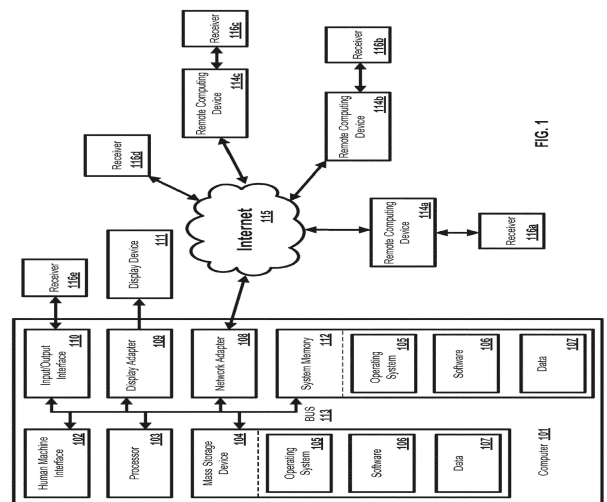 Human Machine
Interface
102
Processor
103
Mass Storage
Device
104
Operating
System
105
Software
106
Data
107
Computer 101
BUS
113
Input/Output
Interface
110
Display Adapter
109
Network Adapter
108
System Memory
112
Operating
System
105
Software
106
Data
107
Receiver
116e
Display Device
111
Internet
115
Receiver
116d
Remote Computing
Device
114c
Receiver
116c
Remote Computing
Device
114b
Receiver
116b
Remote Computing
Device
114a
Receiver
116a
FIG. 1